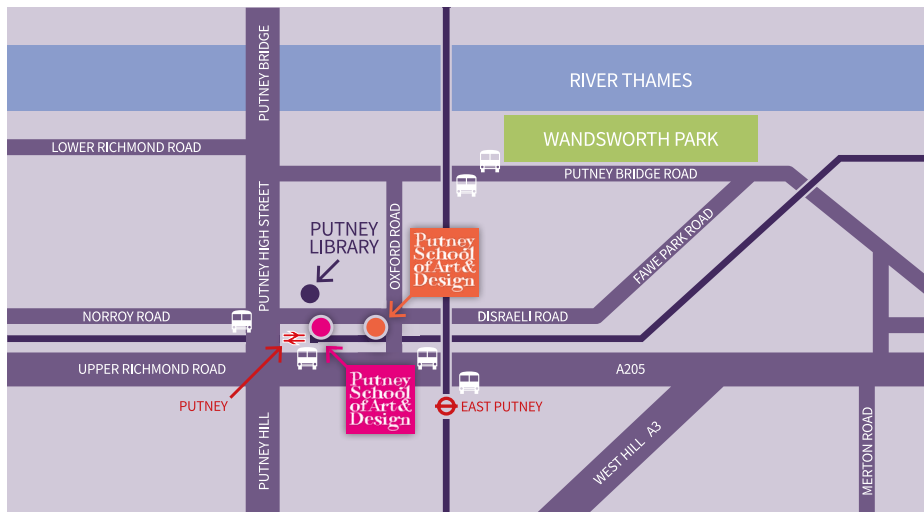 PUTNEY BRIDGE
RIVER THAMES
WANDSWORTH PARK
LOWER RICHMOND ROAD
PUTNEY BRIDGE ROAD
PUTNEY HIGH STREET
PUTNEY
LIBRARY
OXFORD ROAD
Putney
School
of Art &
Design
FAWE PARK ROAD
NORROY ROAD
DISRAELI ROAD
UPPER RICHMOND ROAD
A205
PUTNEY
Putney
School
of Art &
Design
EAST PUTNEY
PUTNEY HILL
WEST HILL A3
MERTON ROAD